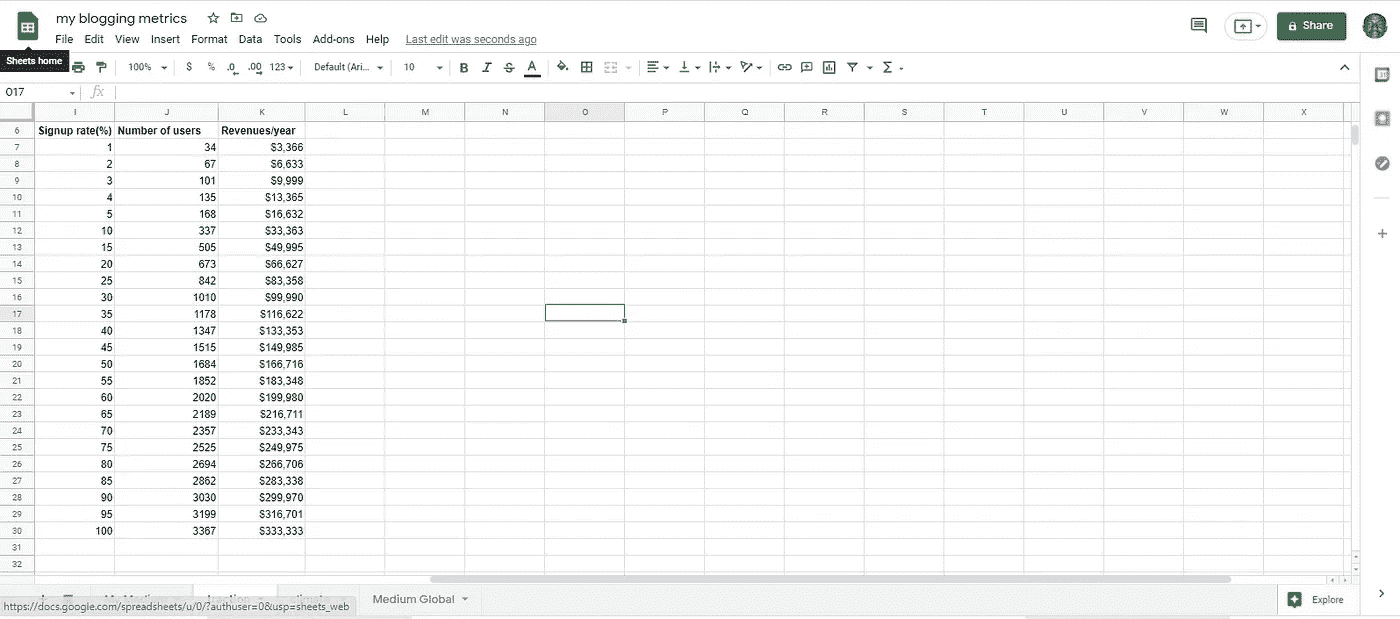 my blogging metrics
File Edit View Insert Format Data Tools Add-ons Help Last edit was seconds ago
Share
Sheets home
100% $ % .0 .00 123 Default (Ari... 10 B I S A Σ
O17 fx
I J K L M N O P Q R S T U V W X
6 Signup rate(%) Number of users Revenues/year
7 1 34 $3,366
8 2 67 $6,633
9 3 101 $9,999
10 4 135 $13,365
11 5 168 $16,632
12 10 337 $33,363
13 15 505 $49,995
14 20 673 $66,627
15 25 842 $83,358
16 30 1010 $99,990
17 35 1178 $116,622
18 40 1347 $133,353
19 45 1515 $149,985
20 50 1684 $166,716
21 55 1852 $183,348
22 60 2020 $199,980
23 65 2189 $216,711
24 70 2357 $233,343
25 75 2525 $249,975
26 80 2694 $266,706
27 85 2862 $283,338
28 90 3030 $299,970
29 95 3199 $316,701
30 100 3367 $333,333
31
32
Medium Global
Explore
https://docs.google.com/spreadsheets/u/0/?authuser=0&usp=sheets_web